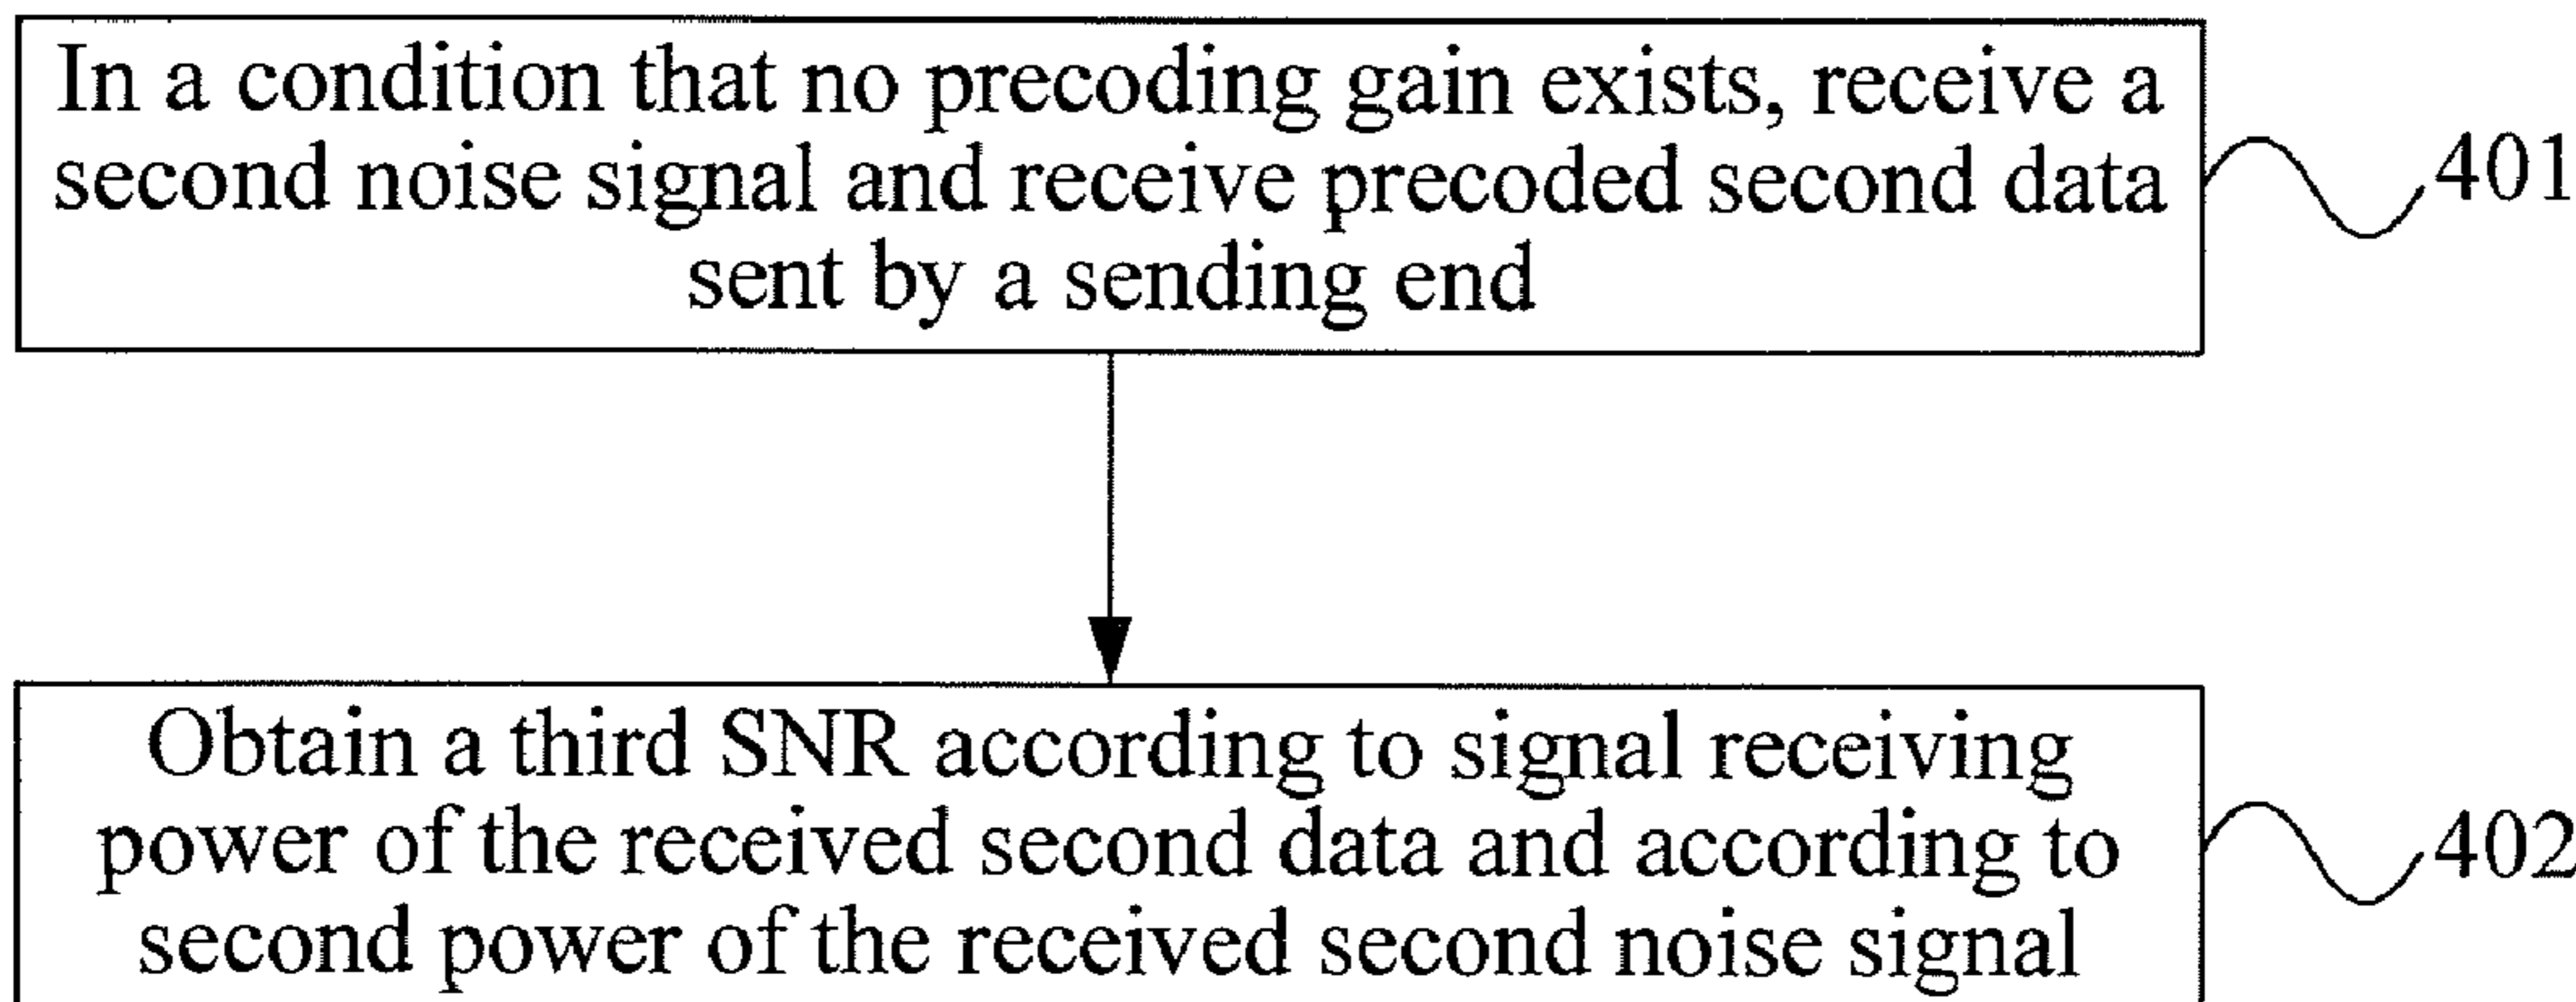 In a condition that no precoding gain exists, receive a
second noise signal and receive precoded second data
sent by a sending end
401
Obtain a third SNR according to signal receiving
power of the received second data and according to
second power of the received second noise signal
402